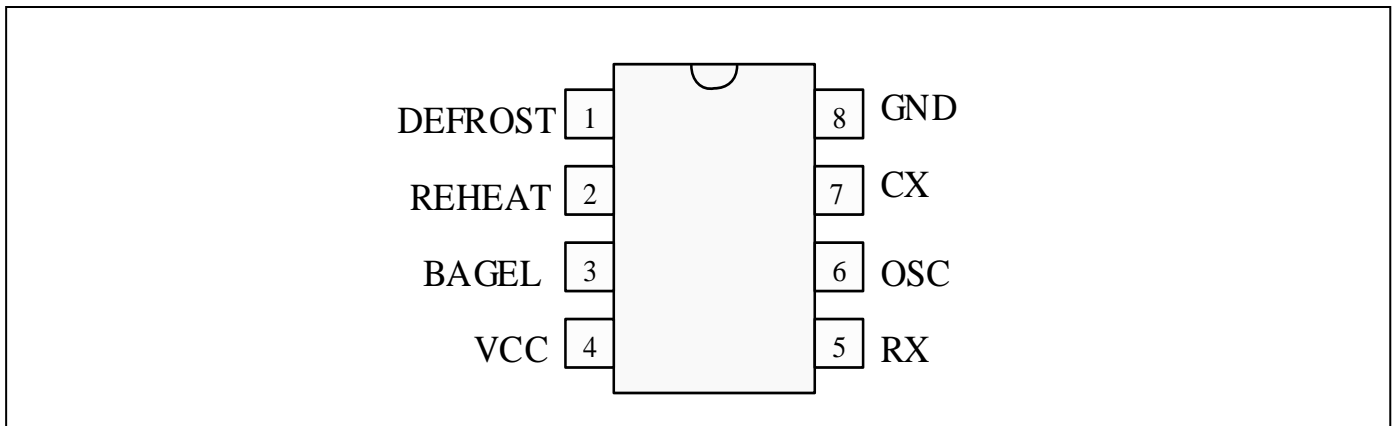 DEFROST 1 8 GND
REHEAT 2 7 CX
BAGEL 3 6 OSC
VCC 4 5 RX